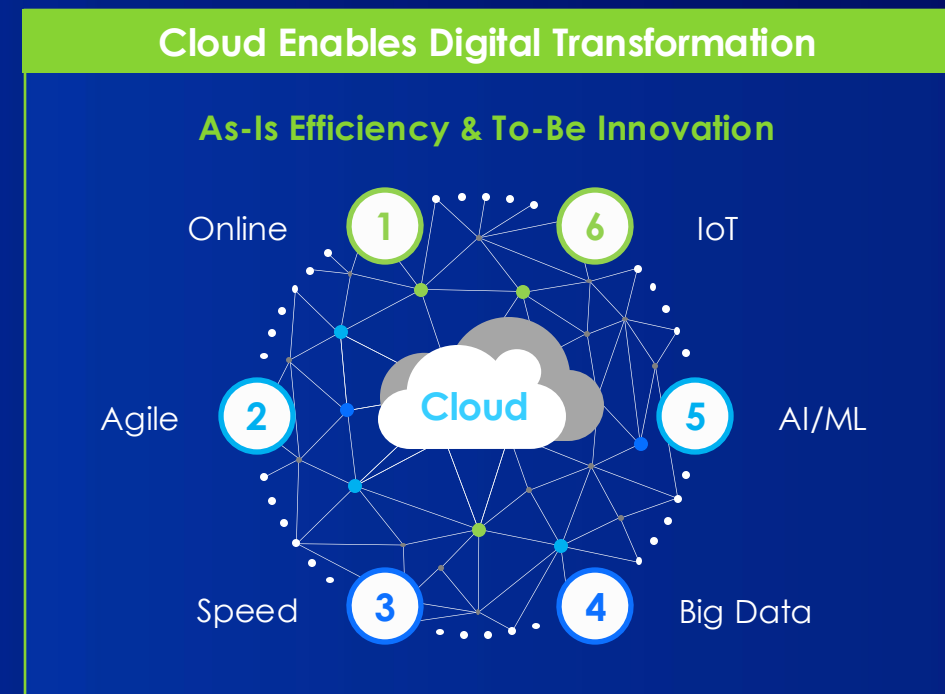 Cloud Enables Digital Transformation
As-Is Efficiency & To-Be Innovation
Online 1 6 IoT
Agile 2 Cloud 5 AI/ML
Speed 3 4 Big Data